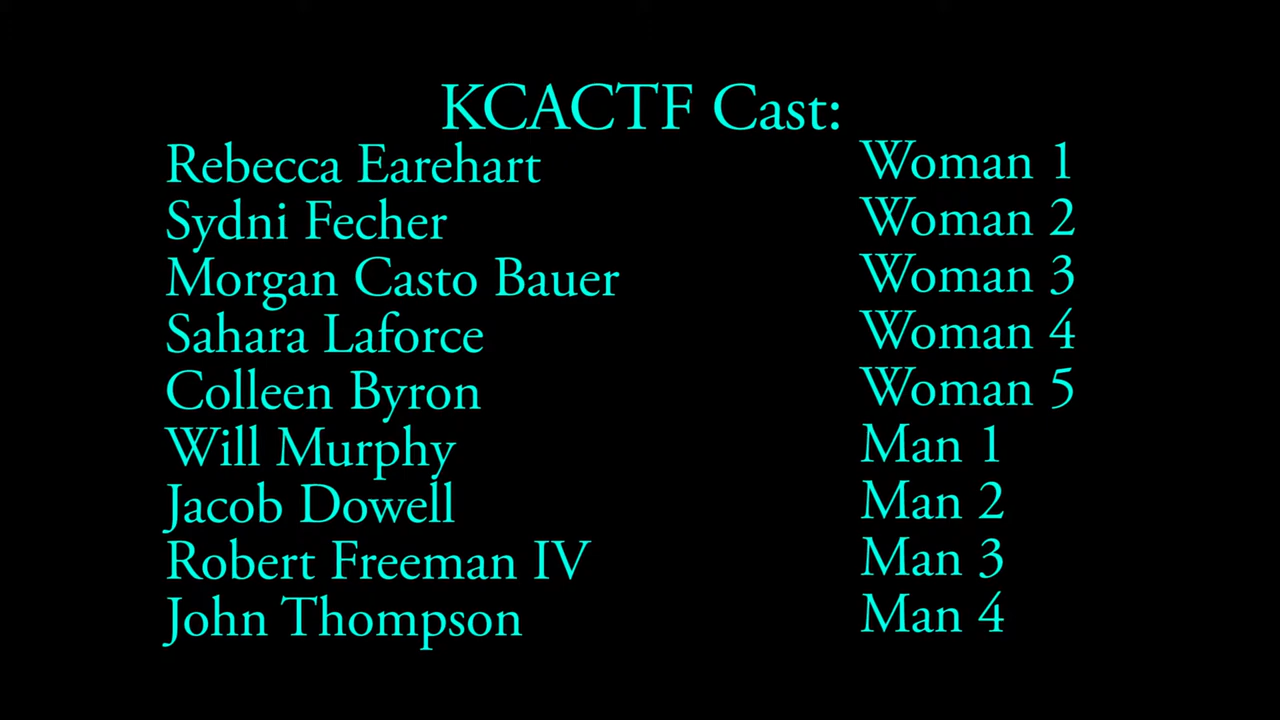 KCACTF Cast:
Rebecca Earehart Woman 1
Sydni Fecher Woman 2
Morgan Casto Bauer Woman 3
Sahara Laforce Woman 4
Colleen Byron Woman 5
Will Murphy Man 1
Jacob Dowell Man 2
Robert Freeman IV Man 3
John Thompson Man 4